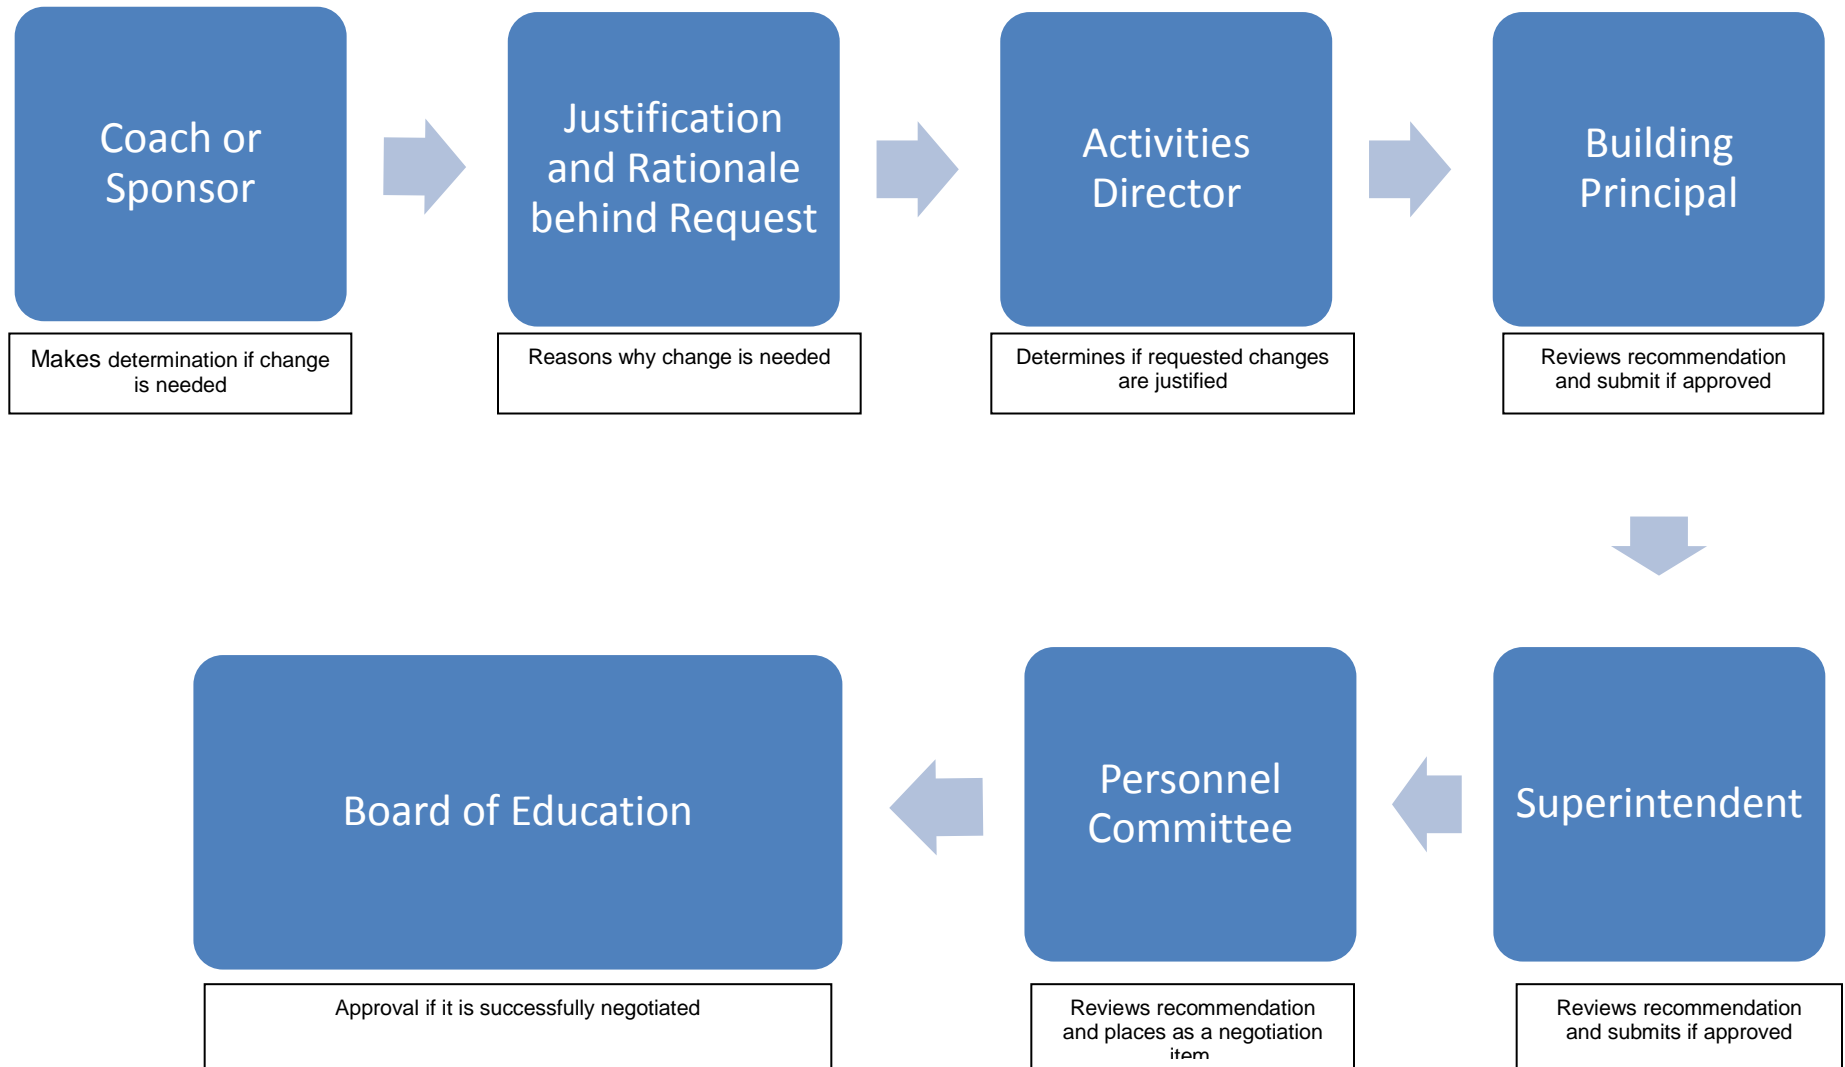 Coach or
Sponsor
Makes determination if change
is needed
Justification
and Rationale
behind Request
Reasons why change is needed
Activities
Director
Determines if requested changes
are justified
Building
Principal
Reviews recommendation
and submit if approved
Superintendent
Reviews recommendation
and submits if approved
Personnel
Committee
Reviews recommendation
and places as a negotiation
item
Board of Education
Approval if it is successfully negotiated